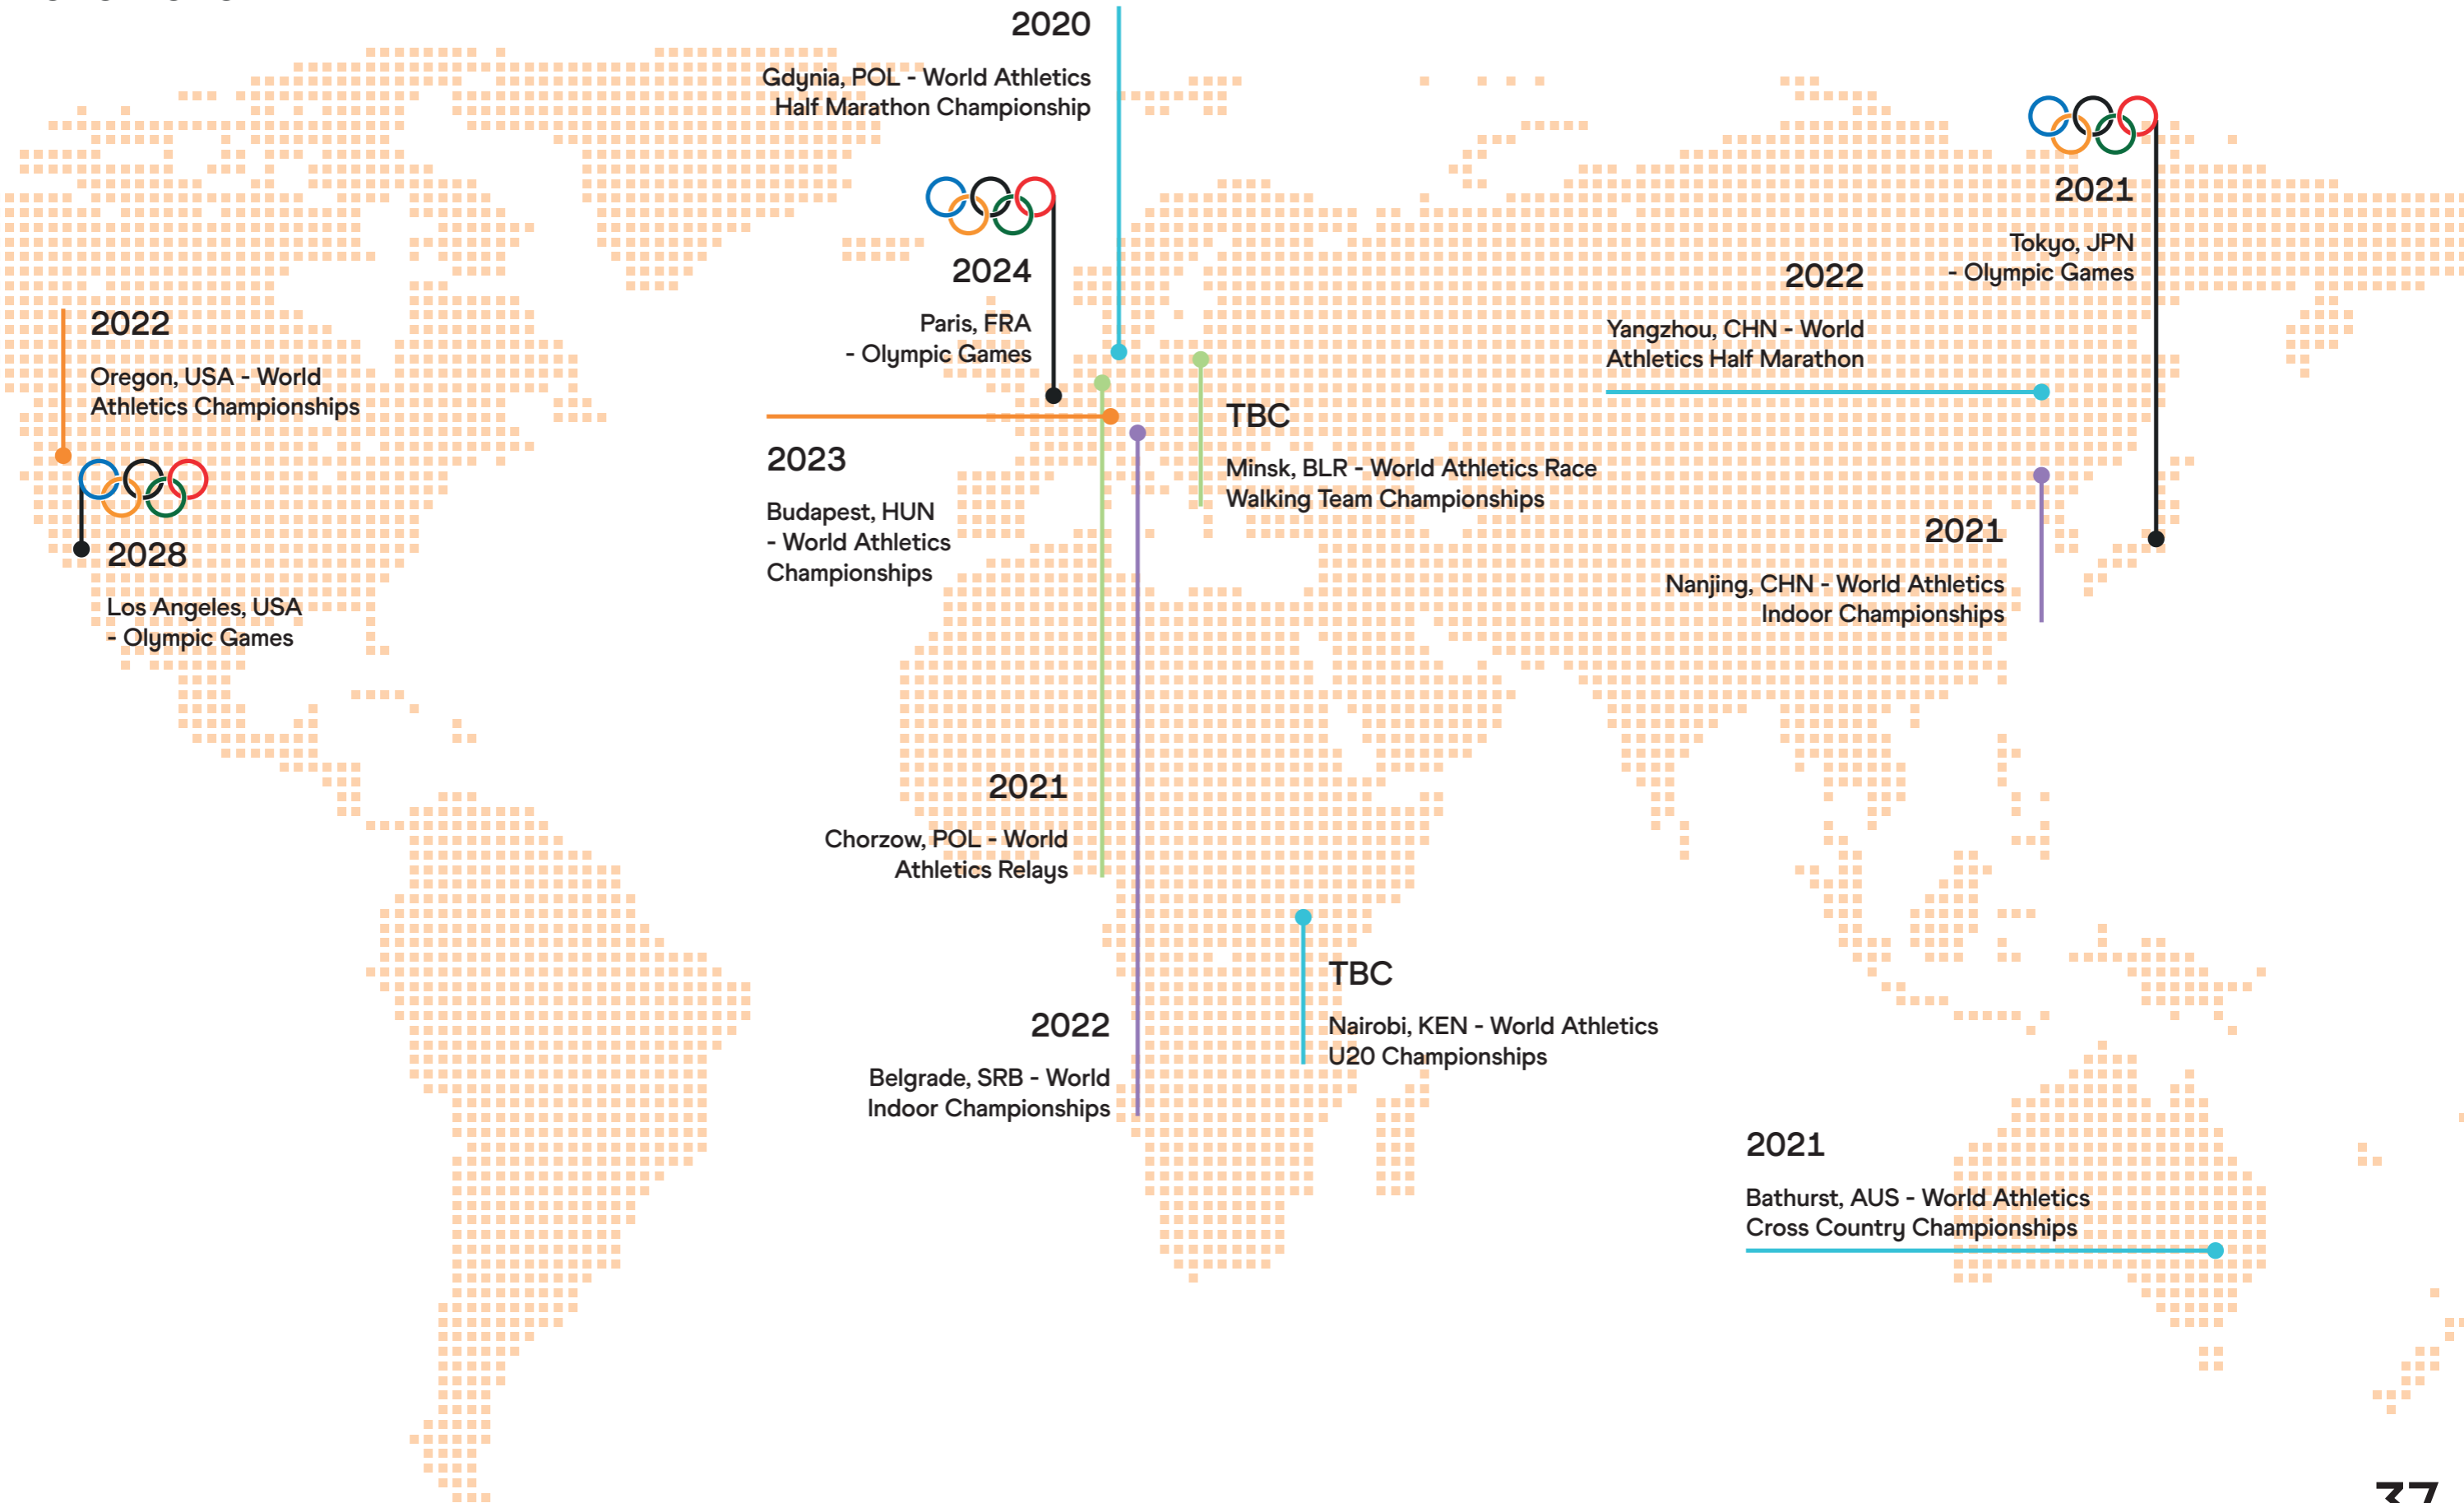 2020
Gdynia, POL - World Athletics
Half Marathon Championship
2024
Paris, FRA
- Olympic Games
2021
Tokyo, JPN
- Olympic Games
2022
Yangzhou, CHN - World
Athletics Half Marathon
2022
Oregon, USA - World
Athletics Championships
TBC
Minsk, BLR - World Athletics Race
Walking Team Championships
2023
Budapest, HUN
- World Athletics
Championships
2028
Los Angeles, USA
- Olympic Games
2021
Nanjing, CHN - World Athletics
Indoor Championships
2021
Chorzow, POL - World
Athletics Relays
TBC
Nairobi, KEN - World Athletics
U20 Championships
2022
Belgrade, SRB - World
Indoor Championships
2021
Bathurst, AUS - World Athletics
Cross Country Championships
37